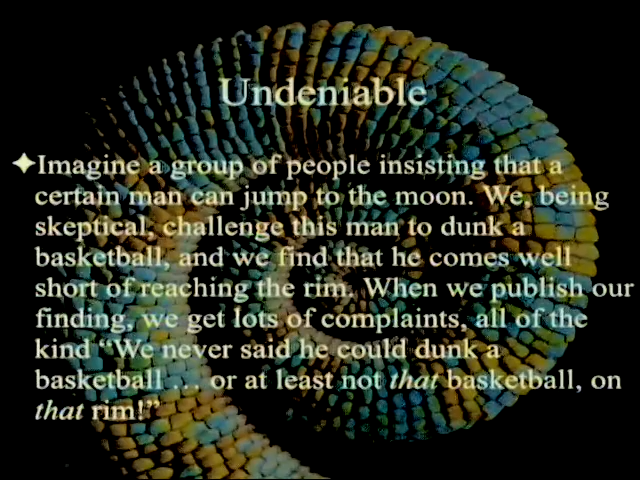 Undeniable
Imagine a group of people insisting that a
certain man can jump to the moon. We, being
skeptical, challenge this man to dunk a
basketball, and we find that he comes well
short of reaching the rim. When we publish our
finding, we get lots of complaints, all of the
kind “We never said he could dunk a
basketball … or at least not that basketball, on
that rim!”